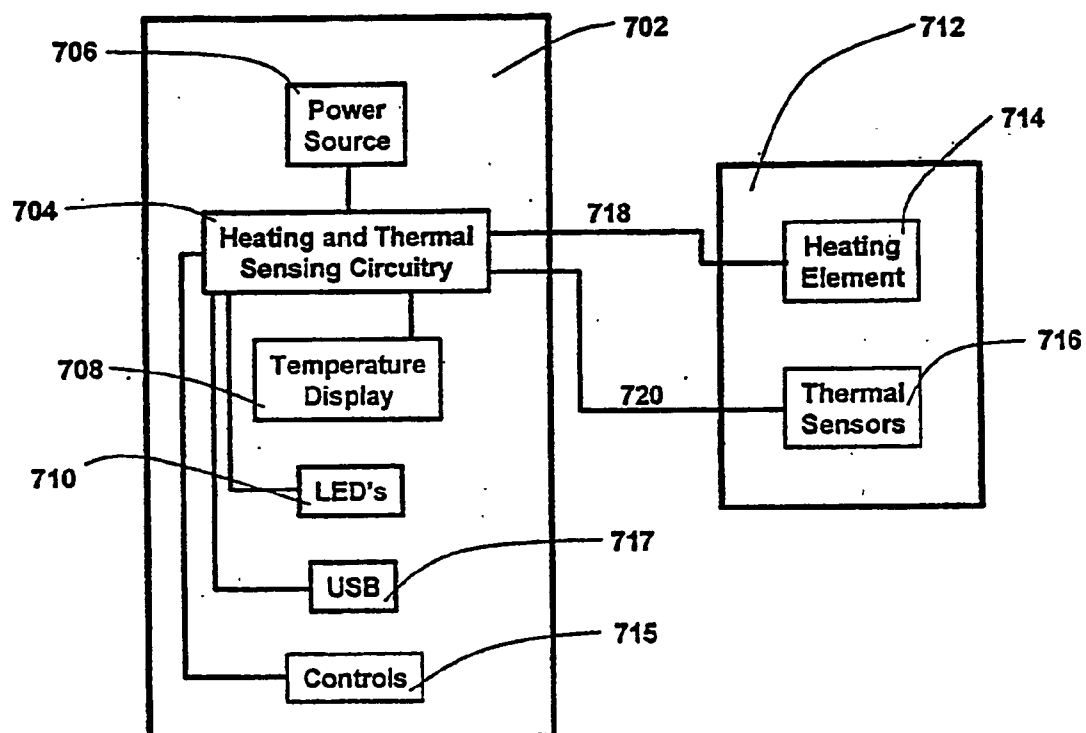 702
706
Power
Source
712
714
704
Heating and Thermal
Sensing Circuitry
718
Heating
Element
708
Temperature
Display
716
720
Thermal
Sensors
710
LED's
717
USB
715
Controls